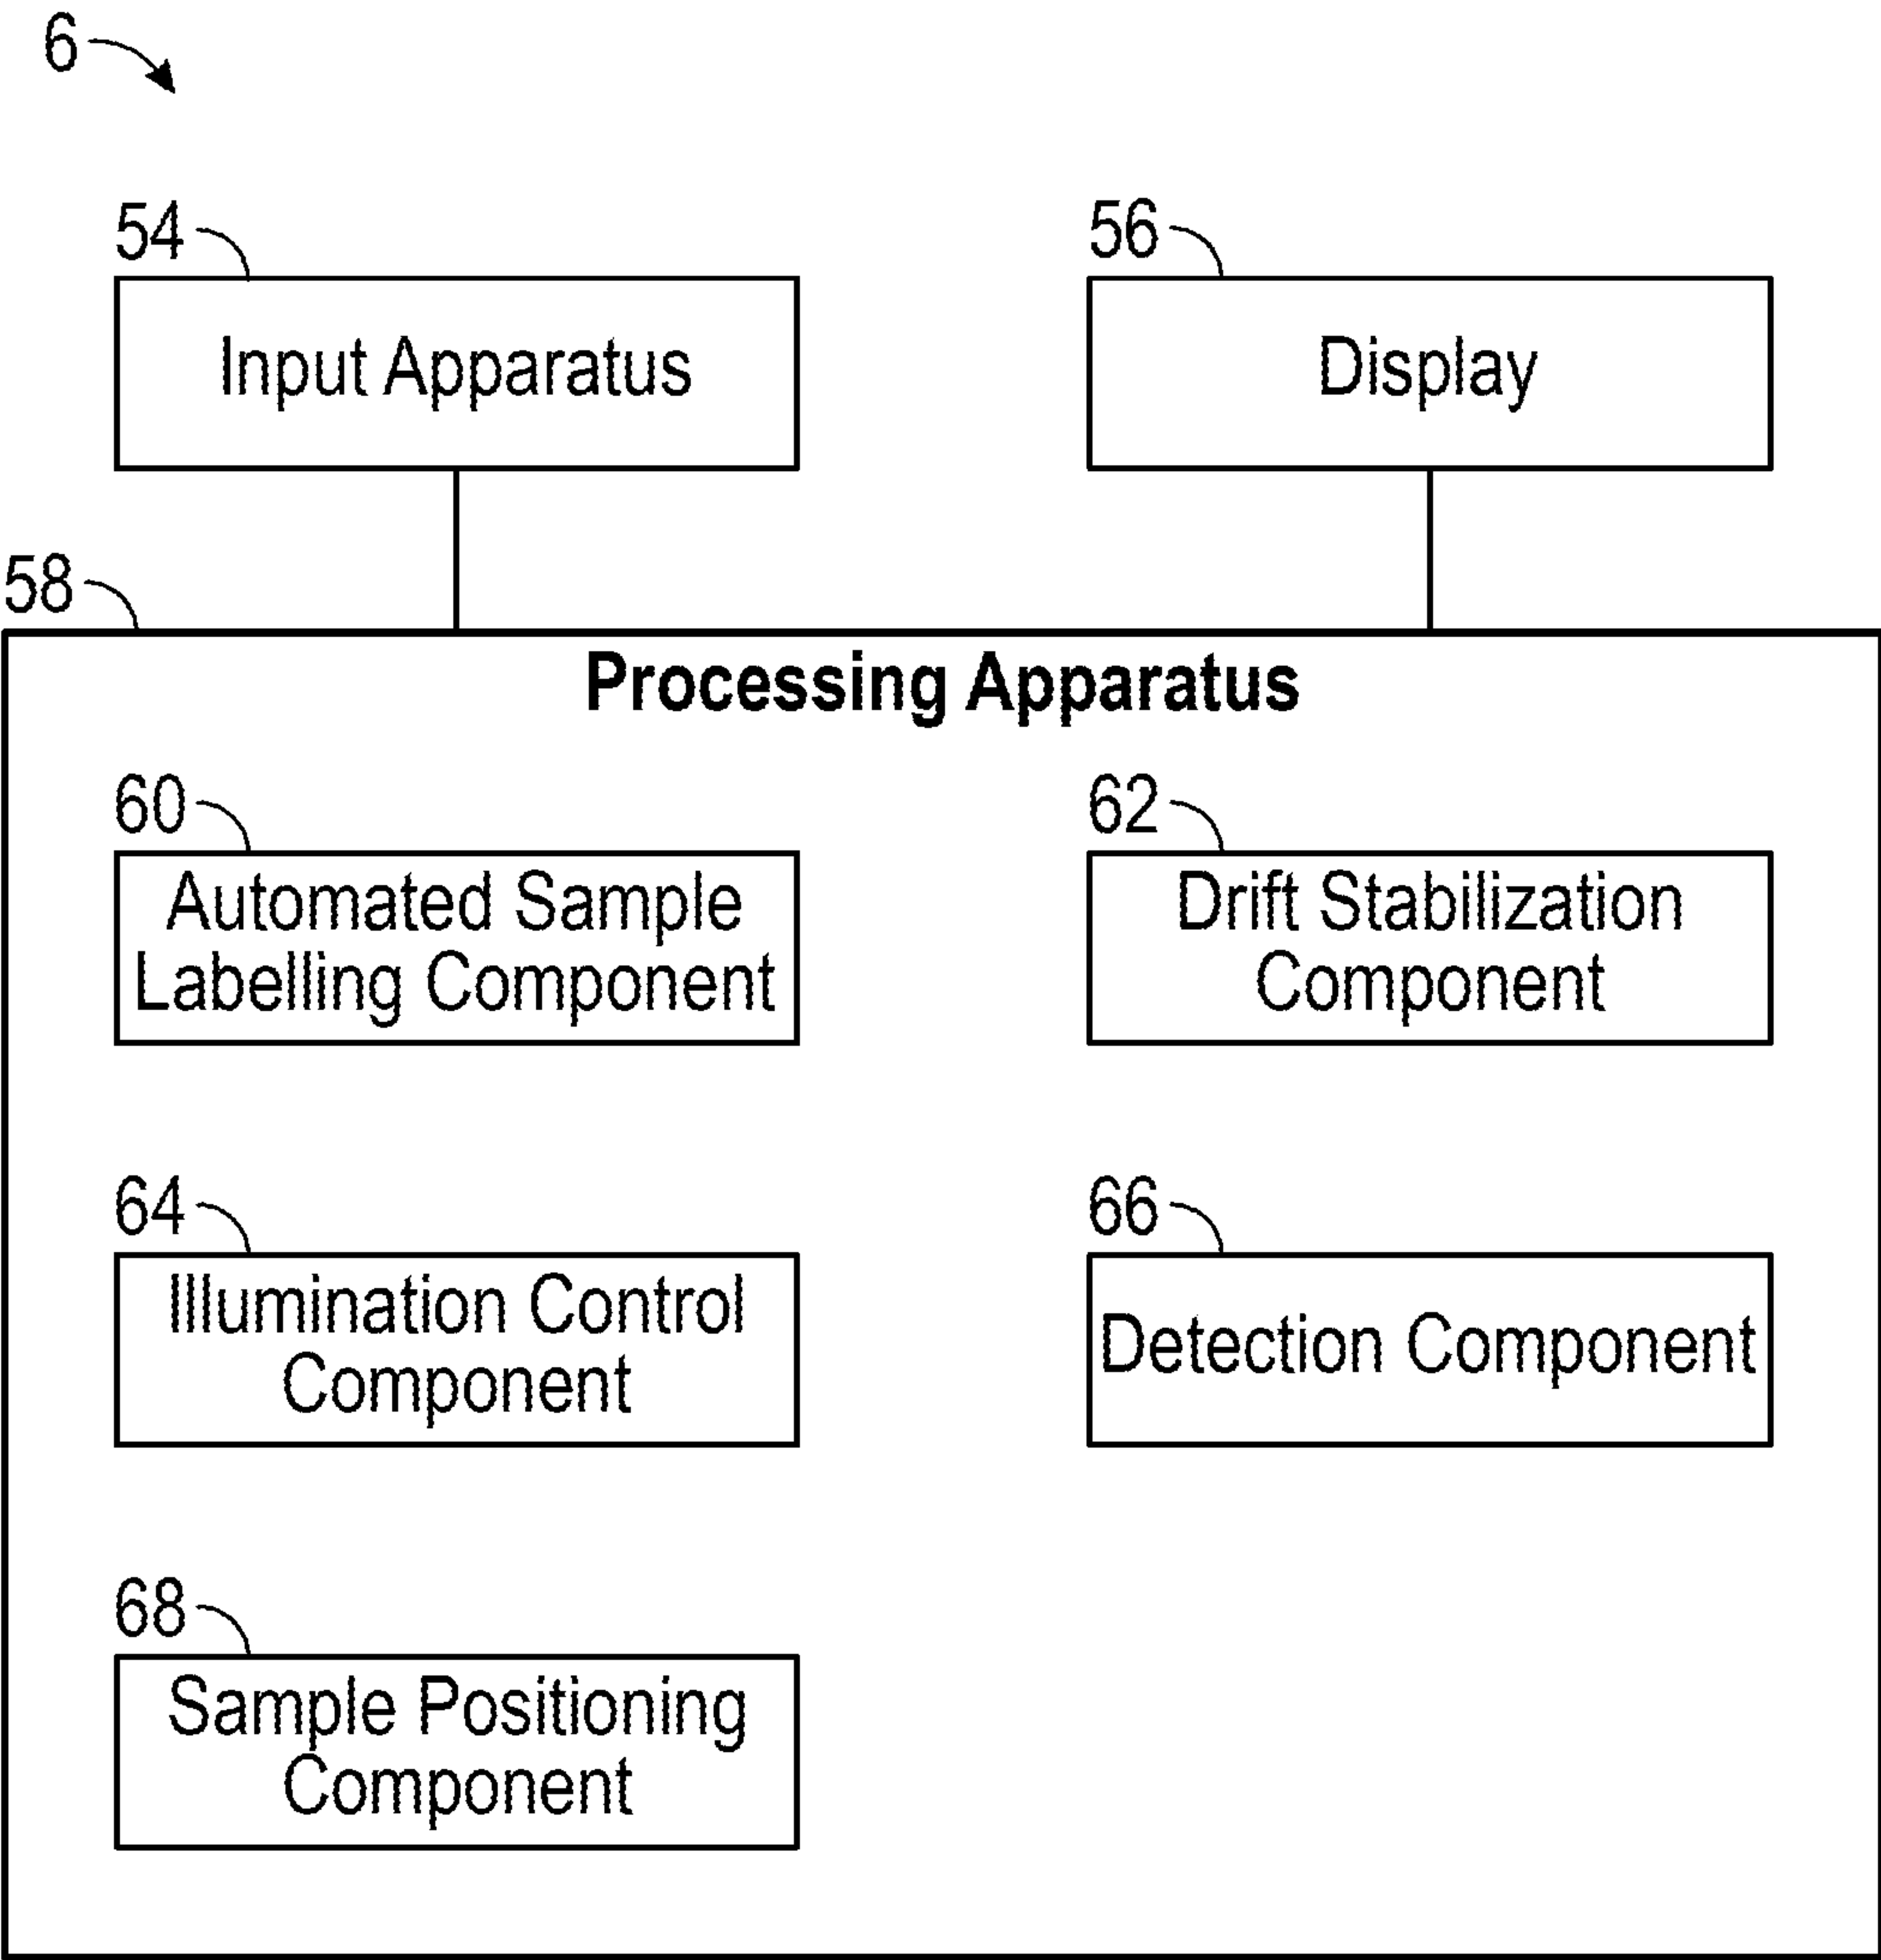 6
54
56
Input Apparatus
Display
58
Processing Apparatus
60
62
Automated Sample
Labelling Component
Drift Stabilization
Component
64
66
Illumination Control
Component
Detection Component
68
Sample Positioning
Component